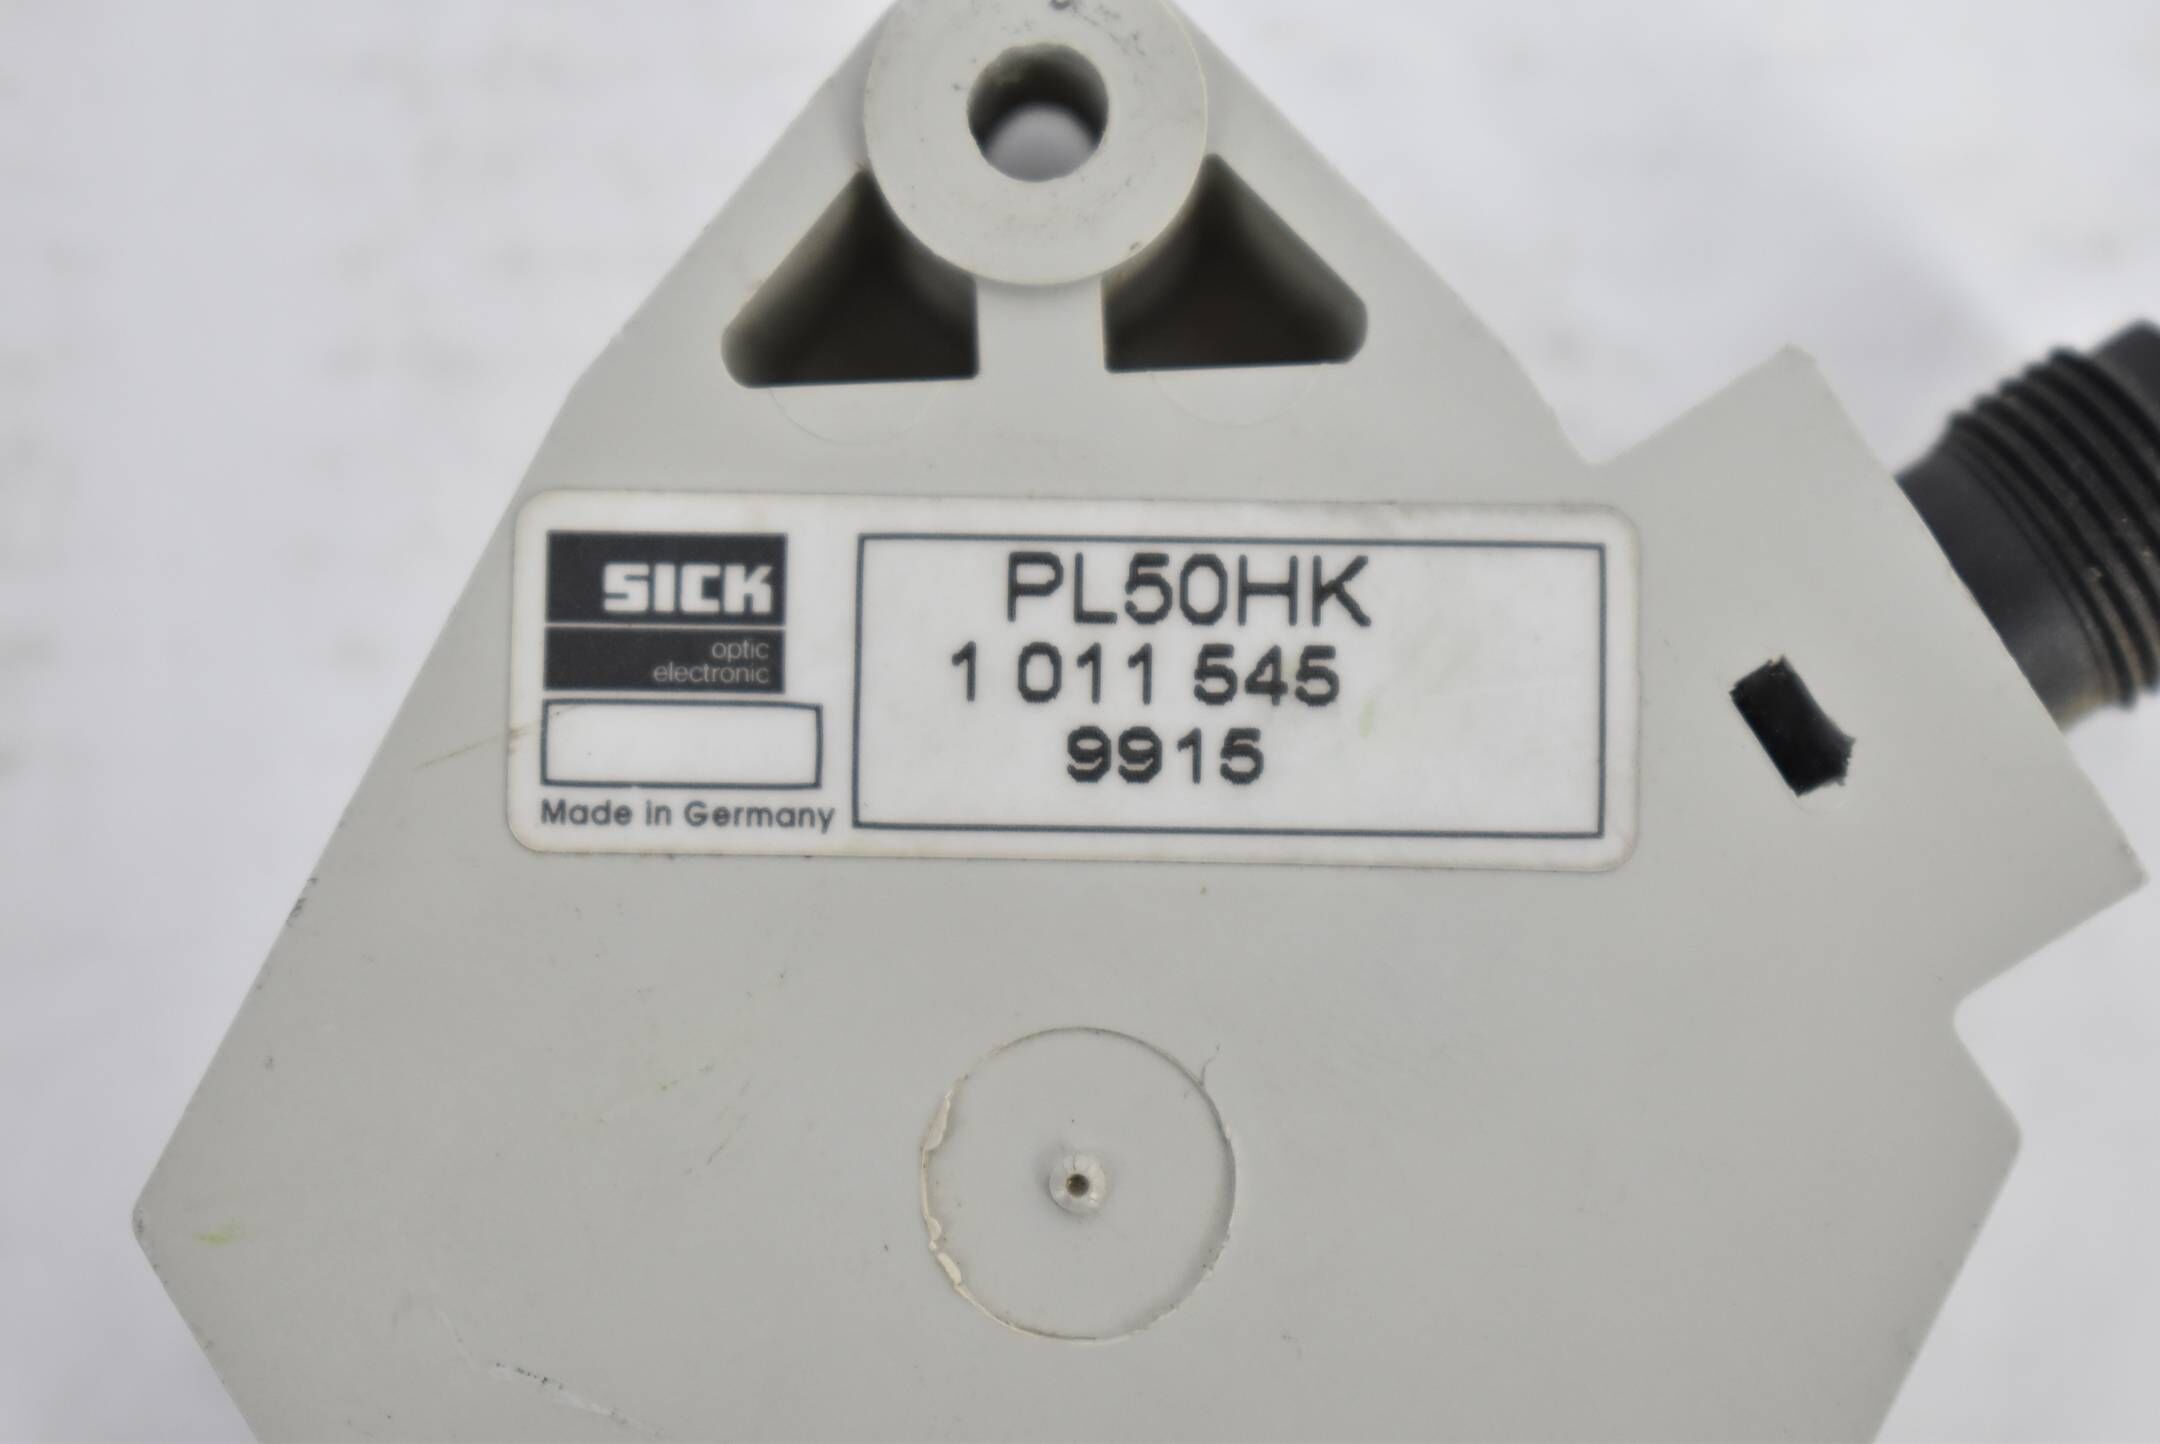 SICK
optic
electronic
Made in Germany
PL50HK
1 011 545
9915